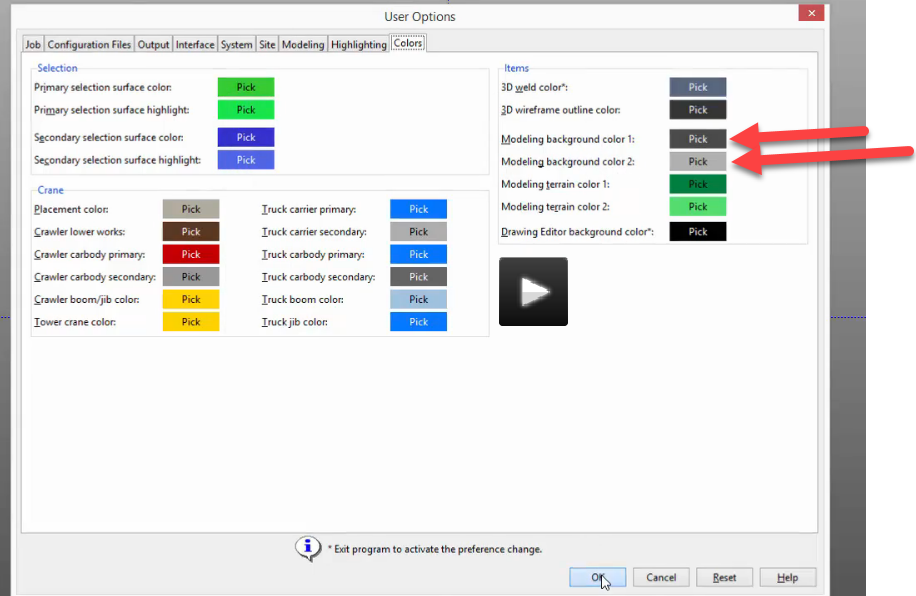 User Options
Job Configuration Files Output Interface System Site Modeling Highlighting Colors
Selection
Primary selection surface color: Pick
Primary selection surface highlight: Pick
Secondary selection surface color: Pick
Secondary selection surface highlight: Pick
Crane
Placement color: Pick Truck carrier primary: Pick
Crawler lower works: Pick Truck carrier secondary: Pick
Crawler carbody primary: Pick Truck carbody primary: Pick
Crawler carbody secondary: Pick Truck carbody secondary: Pick
Crawler boom/jib color: Pick Truck boom color: Pick
Tower crane color: Pick Truck jib color: Pick
Items
3D weld color*: Pick
3D wireframe outline color: Pick
Modeling background color 1: Pick
Modeling background color 2: Pick
Modeling terrain color 1: Pick
Modeling terrain color 2: Pick
Drawing Editor background color*: Pick
* Exit program to activate the preference change.
OK Cancel Reset Help